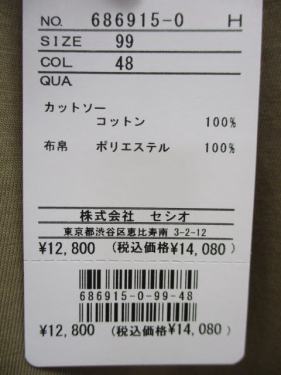 NO. 686915-0 H
SIZE 99
COL 48
QUA
カットソー
コットン 100%
布帛 ポリエステル 100%
株式会社 セシオ
東京都渋谷区恵比寿南 3-2-12
¥12,800 (税込価格¥14,080)
686915-0-99-48
¥12,800 (税込価格¥14,080)